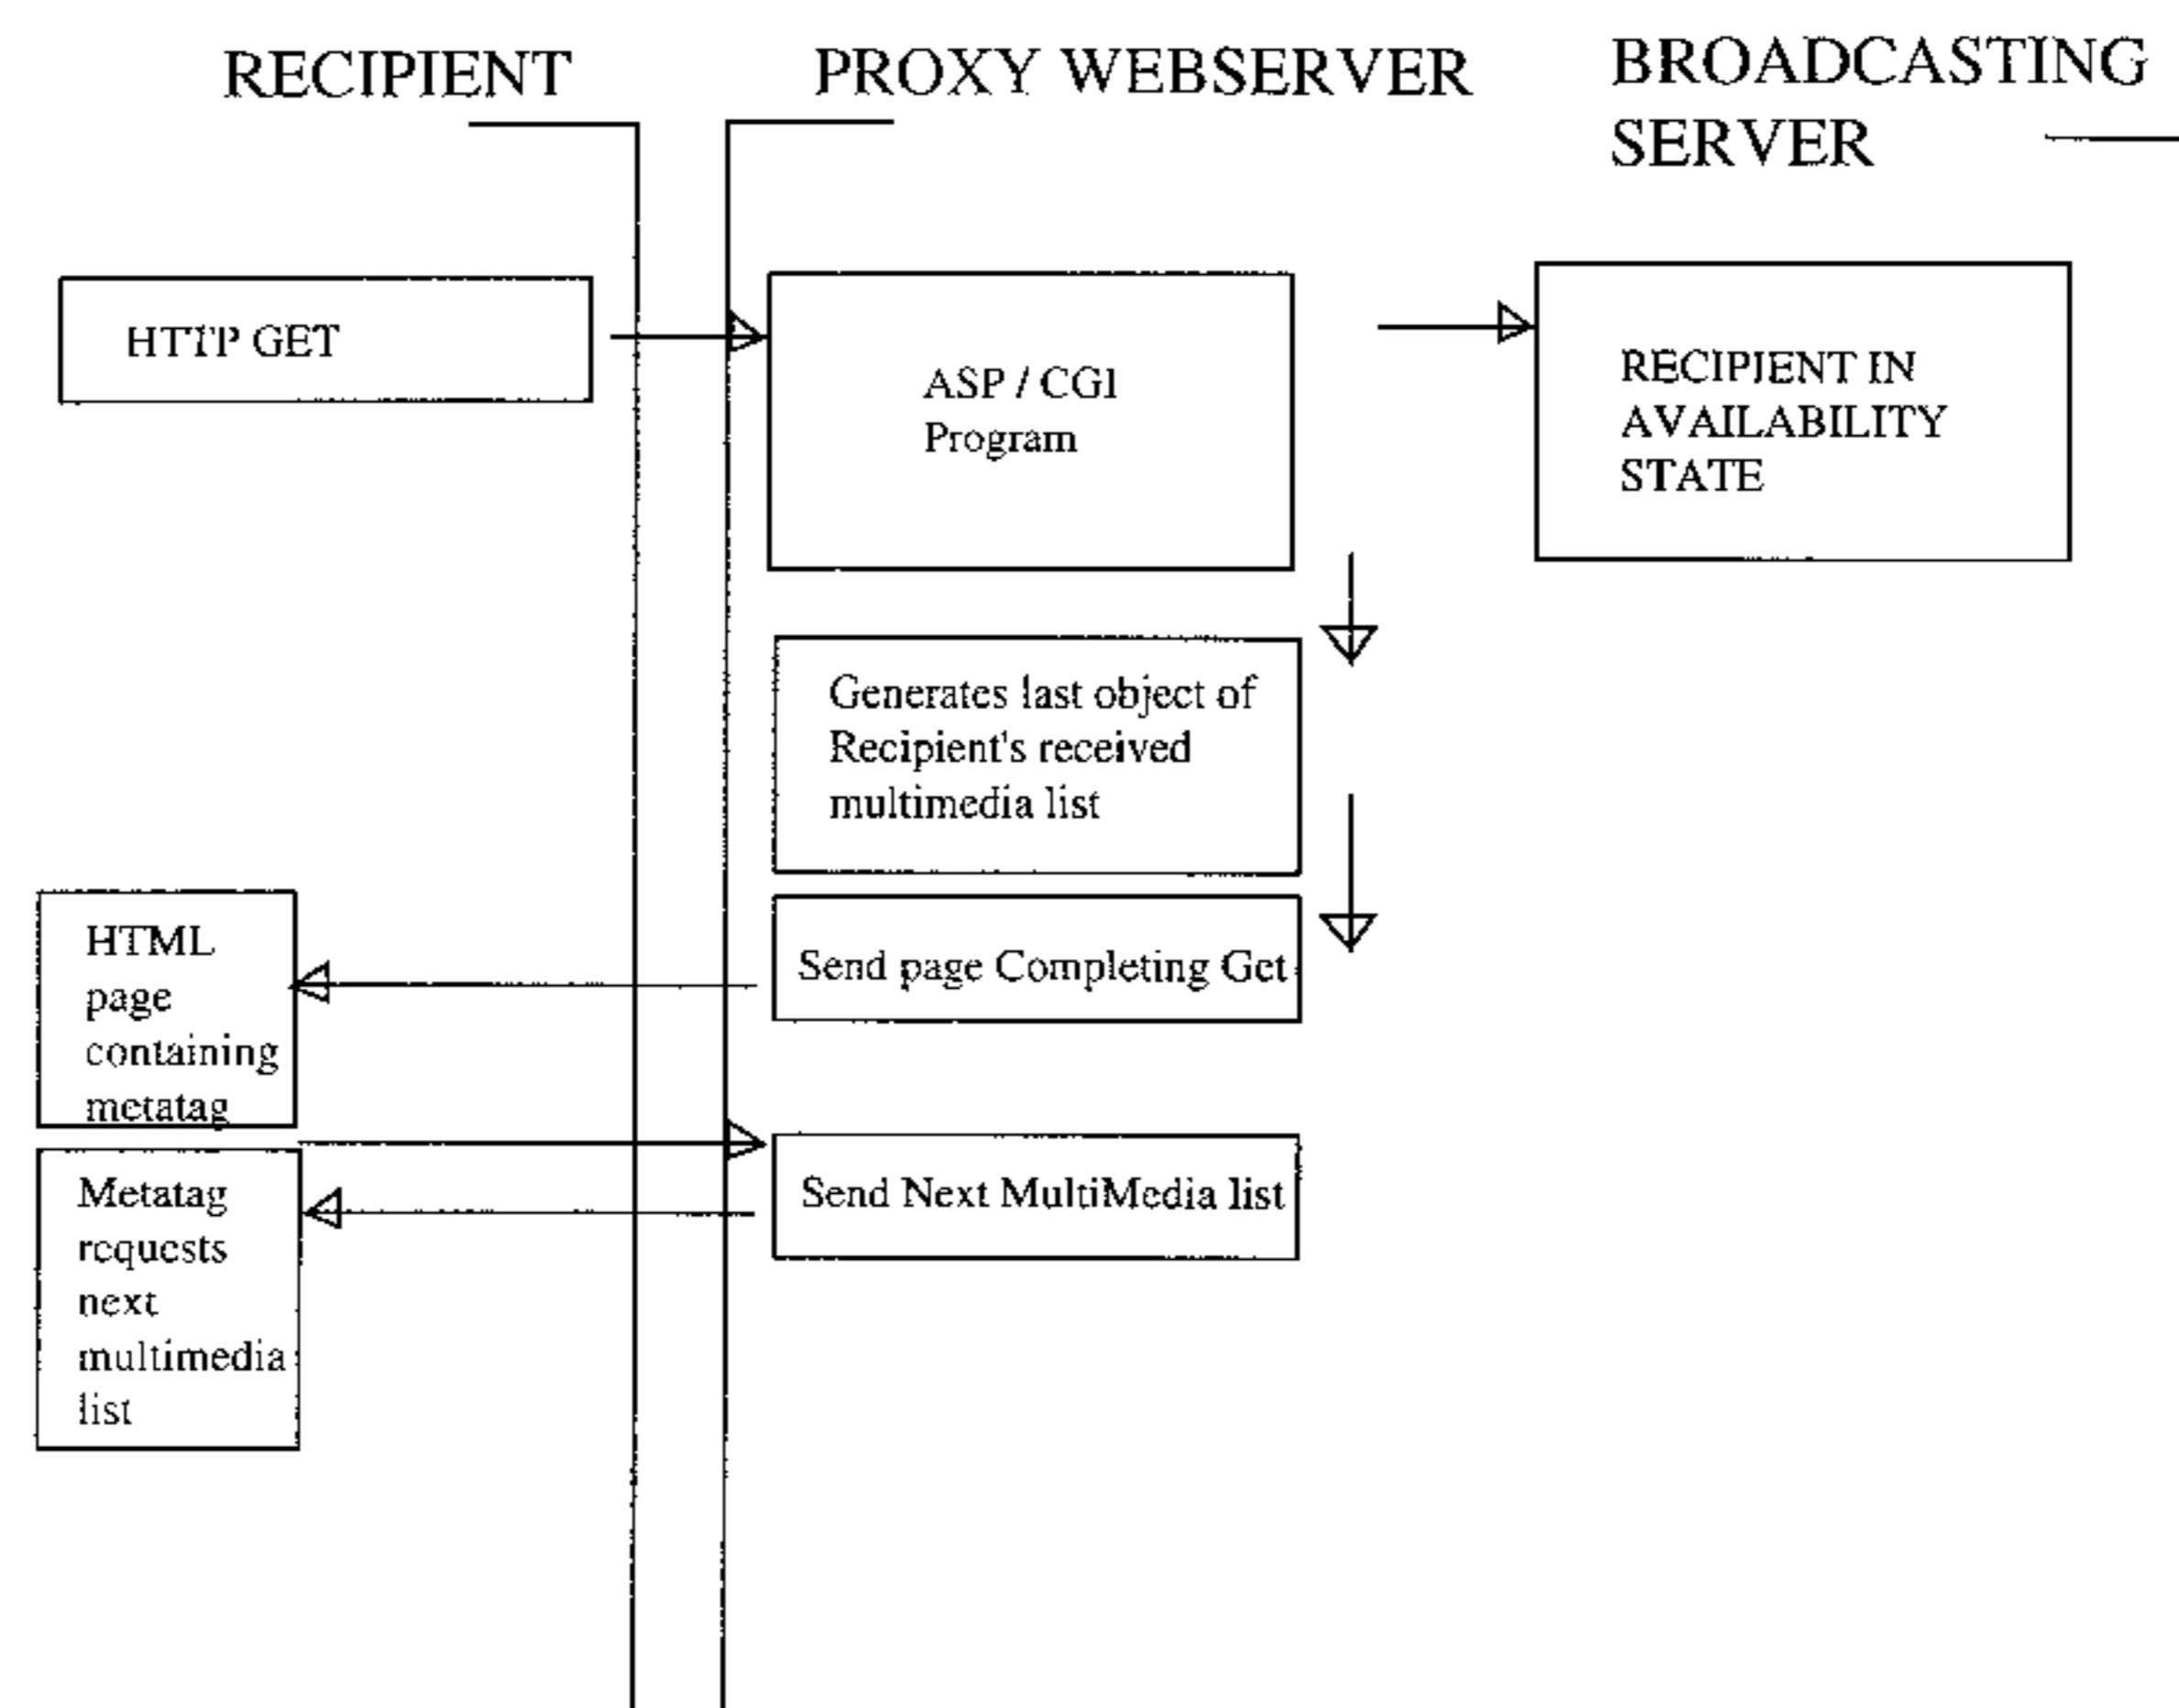 RECIPIENT
PROXY WEBSERVER
BROADCASTING
SERVER
HTTP GET
ASP / CGI
Program
RECIPIENT IN
AVAILABILITY
STATE
Generates last object of
Recipient's received
multimedia list
Send page Completing Get
HTML
page
containing
metatag
Send Next MultiMedia list
Metatag
requests
next
multimedia
list